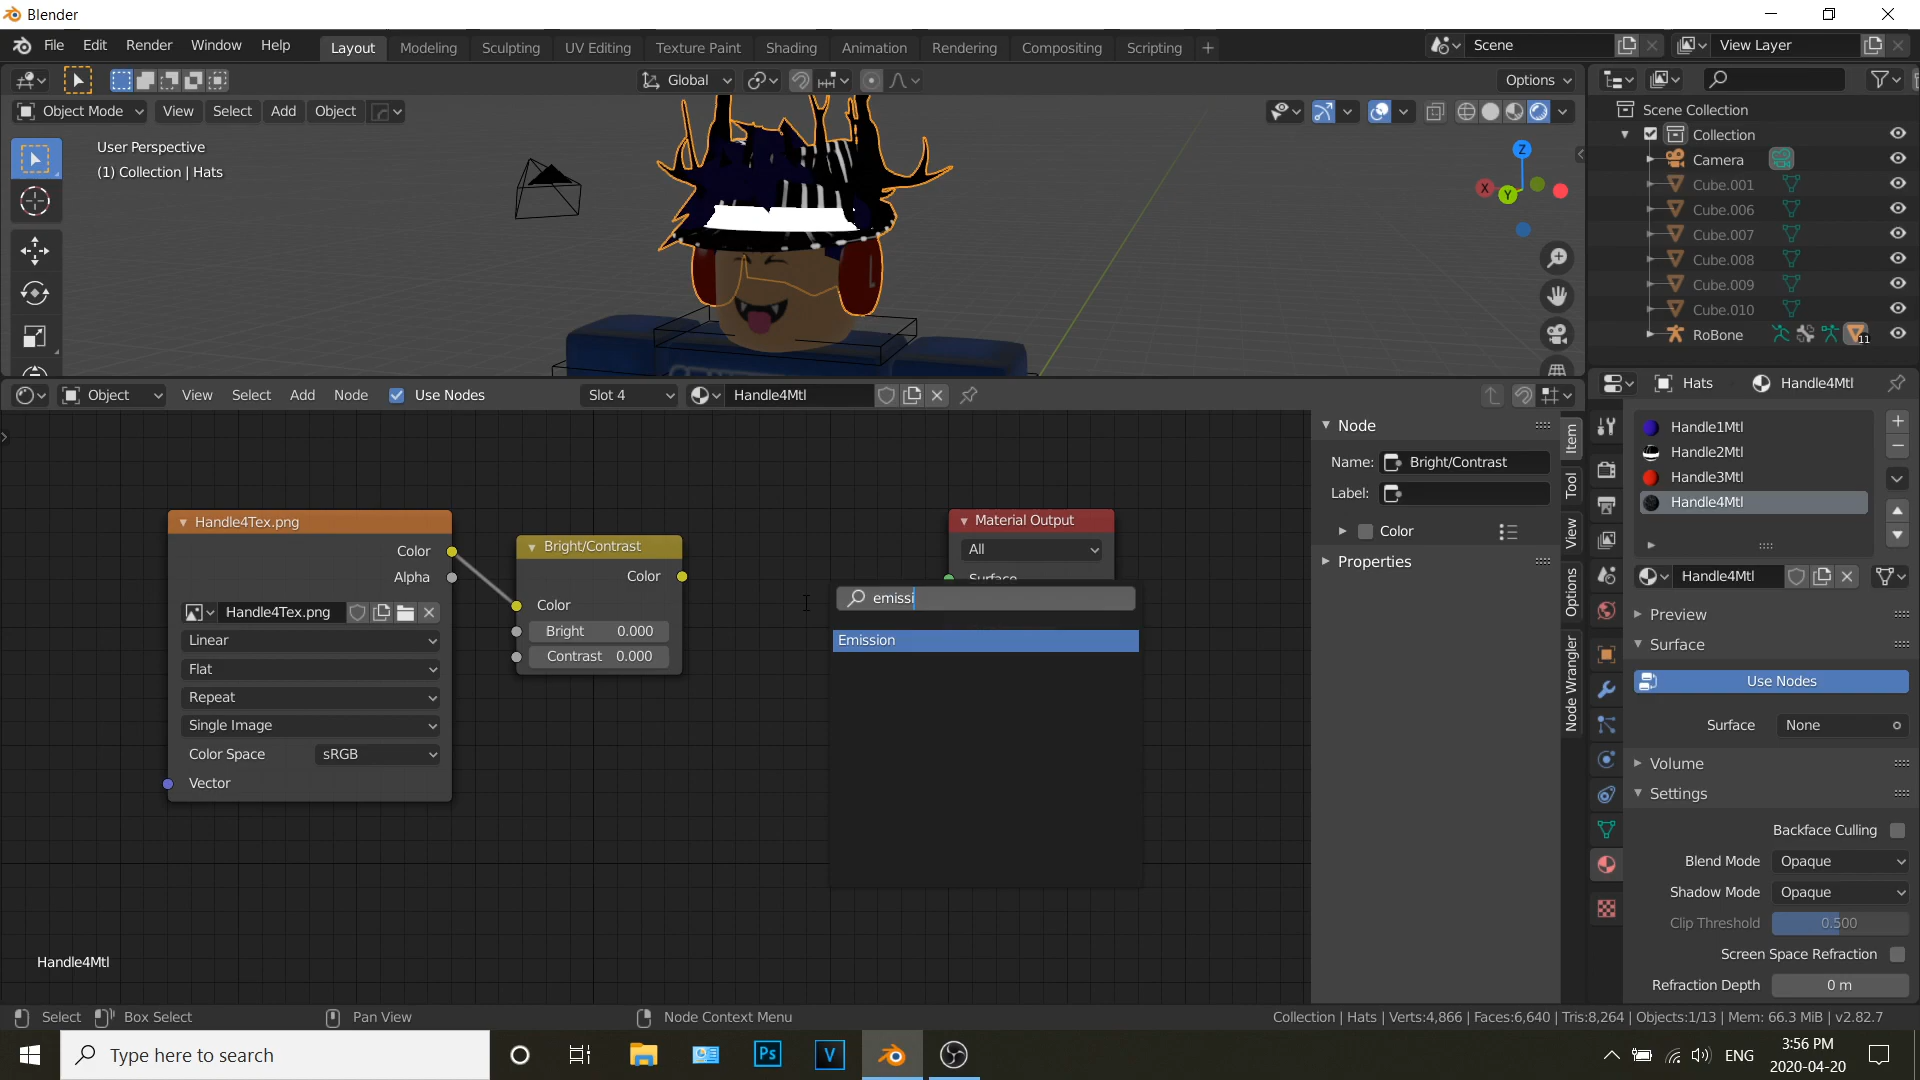 Blender
File Edit Render Window Help
Layout Modeling Sculpting UV Editing Texture Paint Shading Animation Rendering Compositing Scripting +
Scene
View Layer
Global
Options
Object Mode View Select Add Object
User Perspective
(1) Collection | Hats
Z
X
Y
Scene Collection
Collection
Camera
Cube.001
Cube.006
Cube.007
Cube.008
Cube.009
Cube.010
RoBone
11
Object View Select Add Node Use Nodes Slot 4 Handle4Mtl
Hats Handle4Mtl
Handle4Tex.png
Color
Alpha
Handle4Tex.png
Linear
Flat
Repeat
Single Image
Color Space sRGB
Vector
Bright/Contrast
Color
Color
Bright 0.000
Contrast 0.000
Material Output
All
Surface
emissi
Emission
Node
Name: Bright/Contrast
Label:
Color
Properties
Item
Tool
View
Options
Node Wrangler
Handle1Mtl
Handle2Mtl
Handle3Mtl
Handle4Mtl
Handle4Mtl
Preview
Surface
Use Nodes
Surface None
Volume
Settings
Backface Culling
Blend Mode Opaque
Shadow Mode Opaque
Clip Threshold 0.500
Screen Space Refraction
Refraction Depth 0 m
Handle4Mtl
Select Box Select Pan View Node Context Menu
Collection | Hats | Verts:4,866 | Faces:6,640 | Tris:8,264 | Objects:1/13 | Mem: 66.3 MiB | v2.82.7
Type here to search
Ps
V
ENG
3:56 PM
2020-04-20